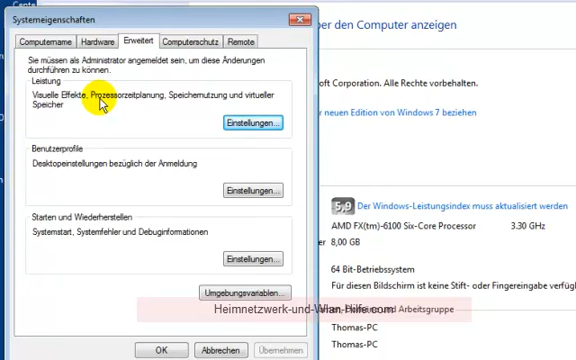 Systemeigenschaften
Computername Hardware Erweitert Computerschutz Remote
Sie müssen als Administrator angemeldet sein, um diese Änderungen
durchführen zu können.
Leistung
Visuelle Effekte, Prozessorzeitplanung, Speichernutzung und virtueller
Speicher
Einstellungen...
Benutzerprofile
Desktopeinstellungen bezüglich der Anmeldung
Einstellungen...
Starten und Wiederherstellen
Systemstart, Systemfehler und Debuginformationen
Einstellungen...
Umgebungsvariablen...
OK Abbrechen Übernehmen
ber den Computer anzeigen
soft Corporation. Alle Rechte vorbehalten.
neuen Edition von Windows 7 beziehen
5,9 Der Windows-Leistungsindex muss aktualisiert werden
AMD FX(tm)-6100 Six-Core Processor 3.30 GHz
8,00 GB
64 Bit-Betriebssystem
Für diesen Bildschirm ist keine Stift- oder Fingereingabe verfügb
Heimnetzwerk-und-Wlan-Hilfe.com
und Arbeitsgruppe
Thomas-PC
Thomas-PC